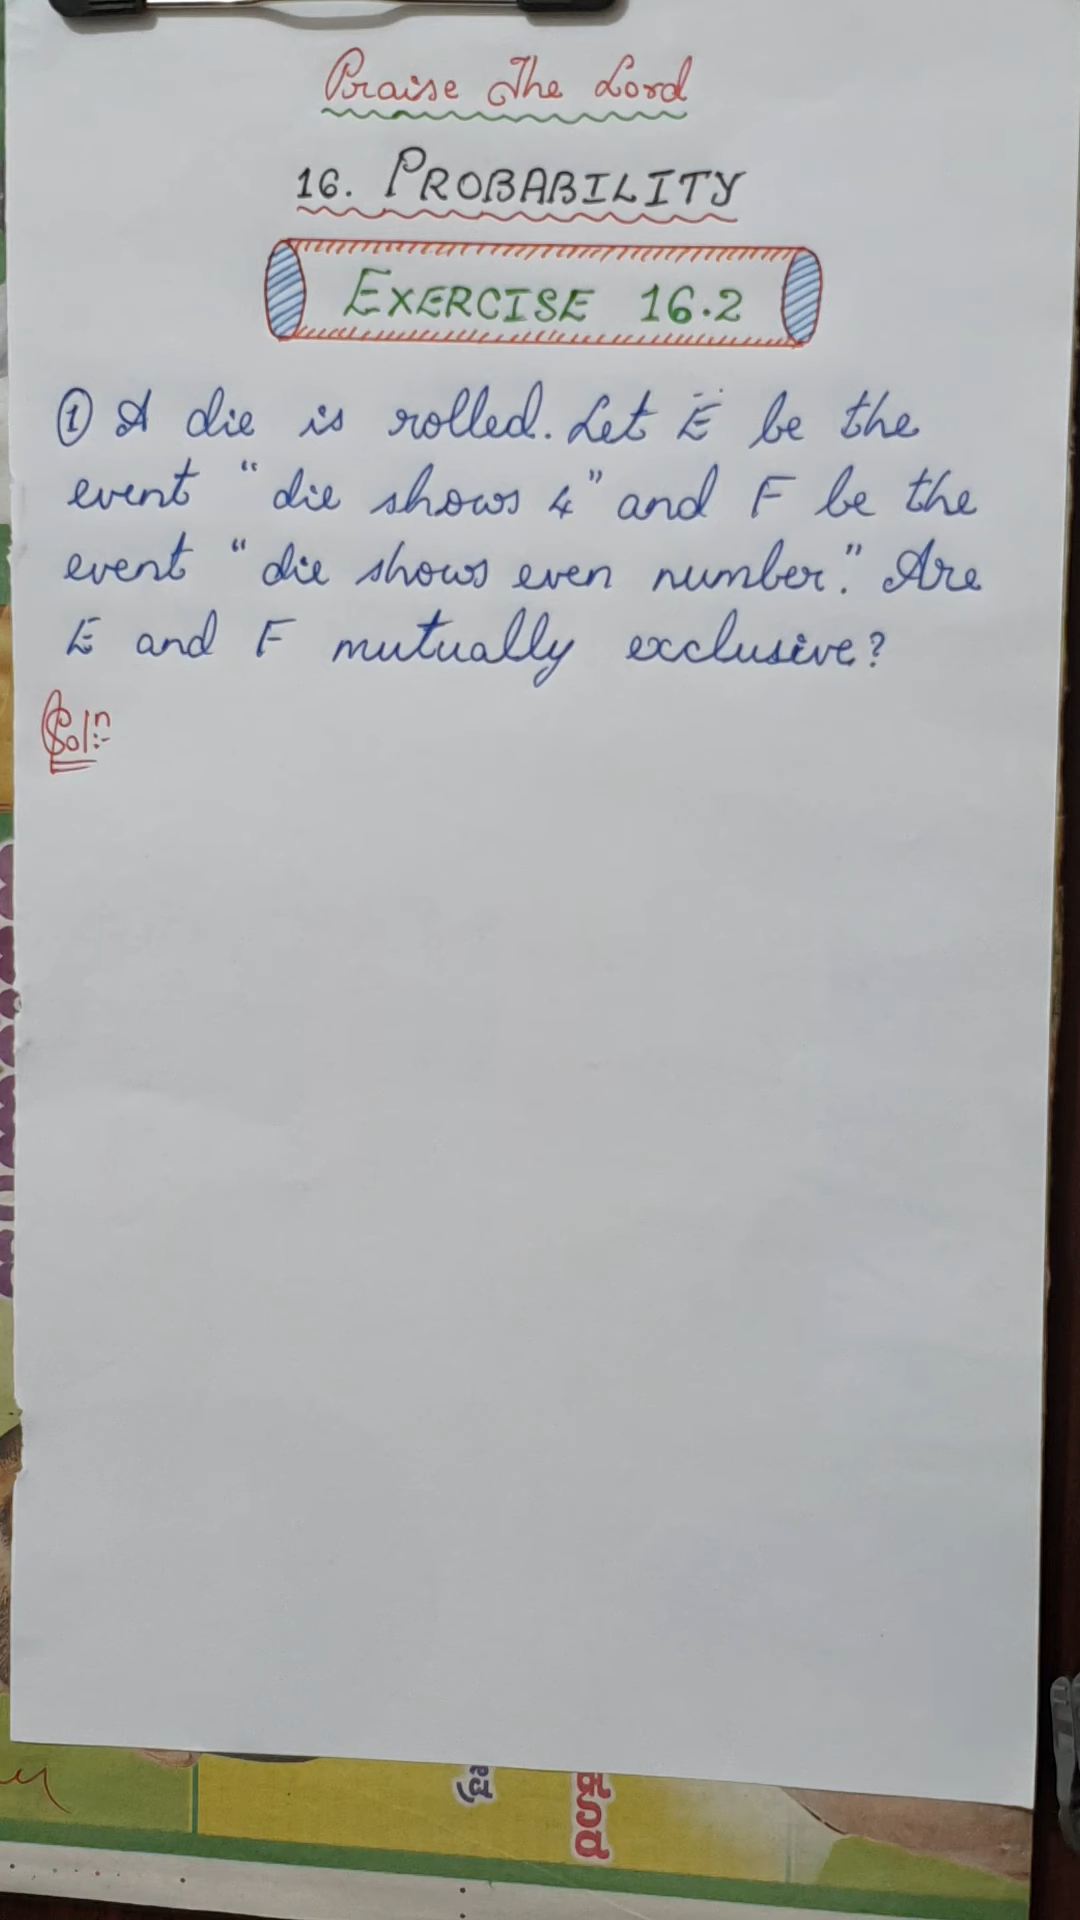 Praise The Lord
16. PROBABILITY
EXERCISE 16.2
① A die is rolled. Let E be the
event "die shows 4" and F be the
event "die shows even number." Are
E and F mutually exclusive?
Solⁿ:-